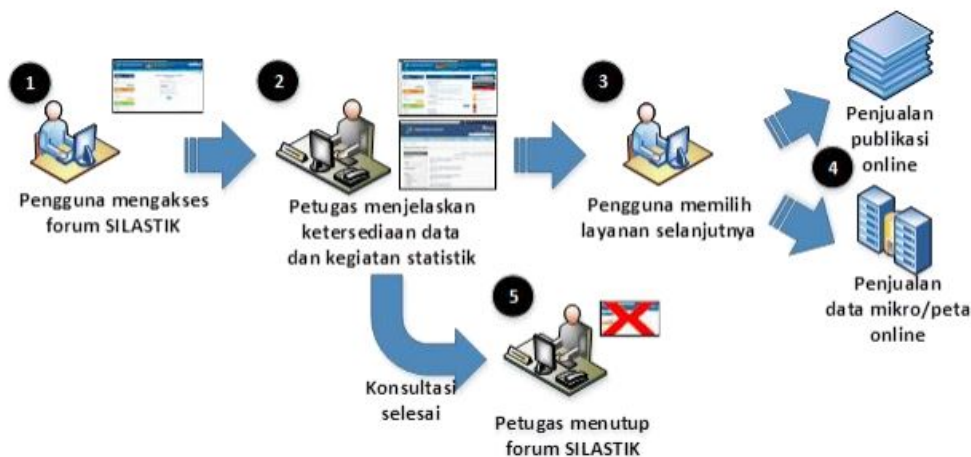 1
Pengguna mengakses
forum SILASTIK
2
Petugas menjelaskan
ketersediaan data
dan kegiatan statistik
3
Pengguna memilih
layanan selanjutnya
4
Penjualan
publikasi
online
Penjualan
data mikro/peta
online
Konsultasi
selesai
5
Petugas menutup
forum SILASTIK